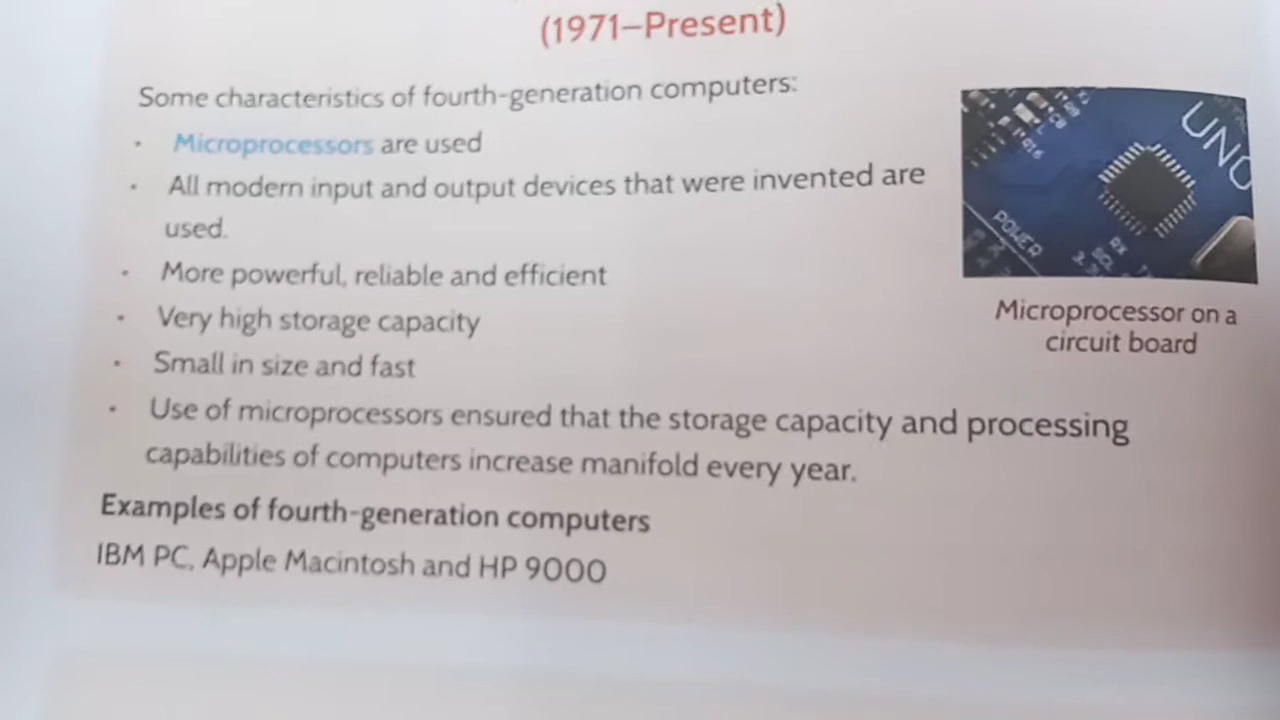 (1971–Present)
Some characteristics of fourth-generation computers:
• Microprocessors are used
• All modern input and output devices that were invented are
used.
• More powerful, reliable and efficient
• Very high storage capacity
• Small in size and fast
• Use of microprocessors ensured that the storage capacity and processing
capabilities of computers increase manifold every year.
Examples of fourth-generation computers
IBM PC, Apple Macintosh and HP 9000
UNO
POWER
RX
SCL
Microprocessor on a
circuit board